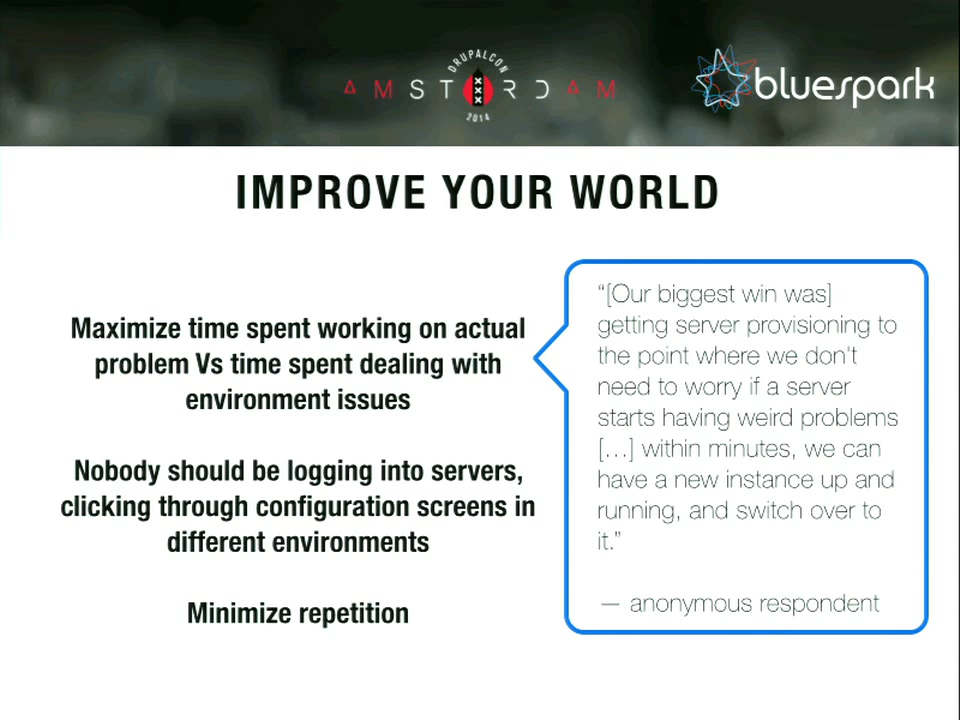 DRUPALCON
AMSTERDAM
2014
bluespark
IMPROVE YOUR WORLD
Maximize time spent working on actual
problem Vs time spent dealing with
environment issues
Nobody should be logging into servers,
clicking through configuration screens in
different environments
Minimize repetition
“[Our biggest win was]
getting server provisioning to
the point where we don't
need to worry if a server
starts having weird problems
[…] within minutes, we can
have a new instance up and
running, and switch over to
it.”
— anonymous respondent